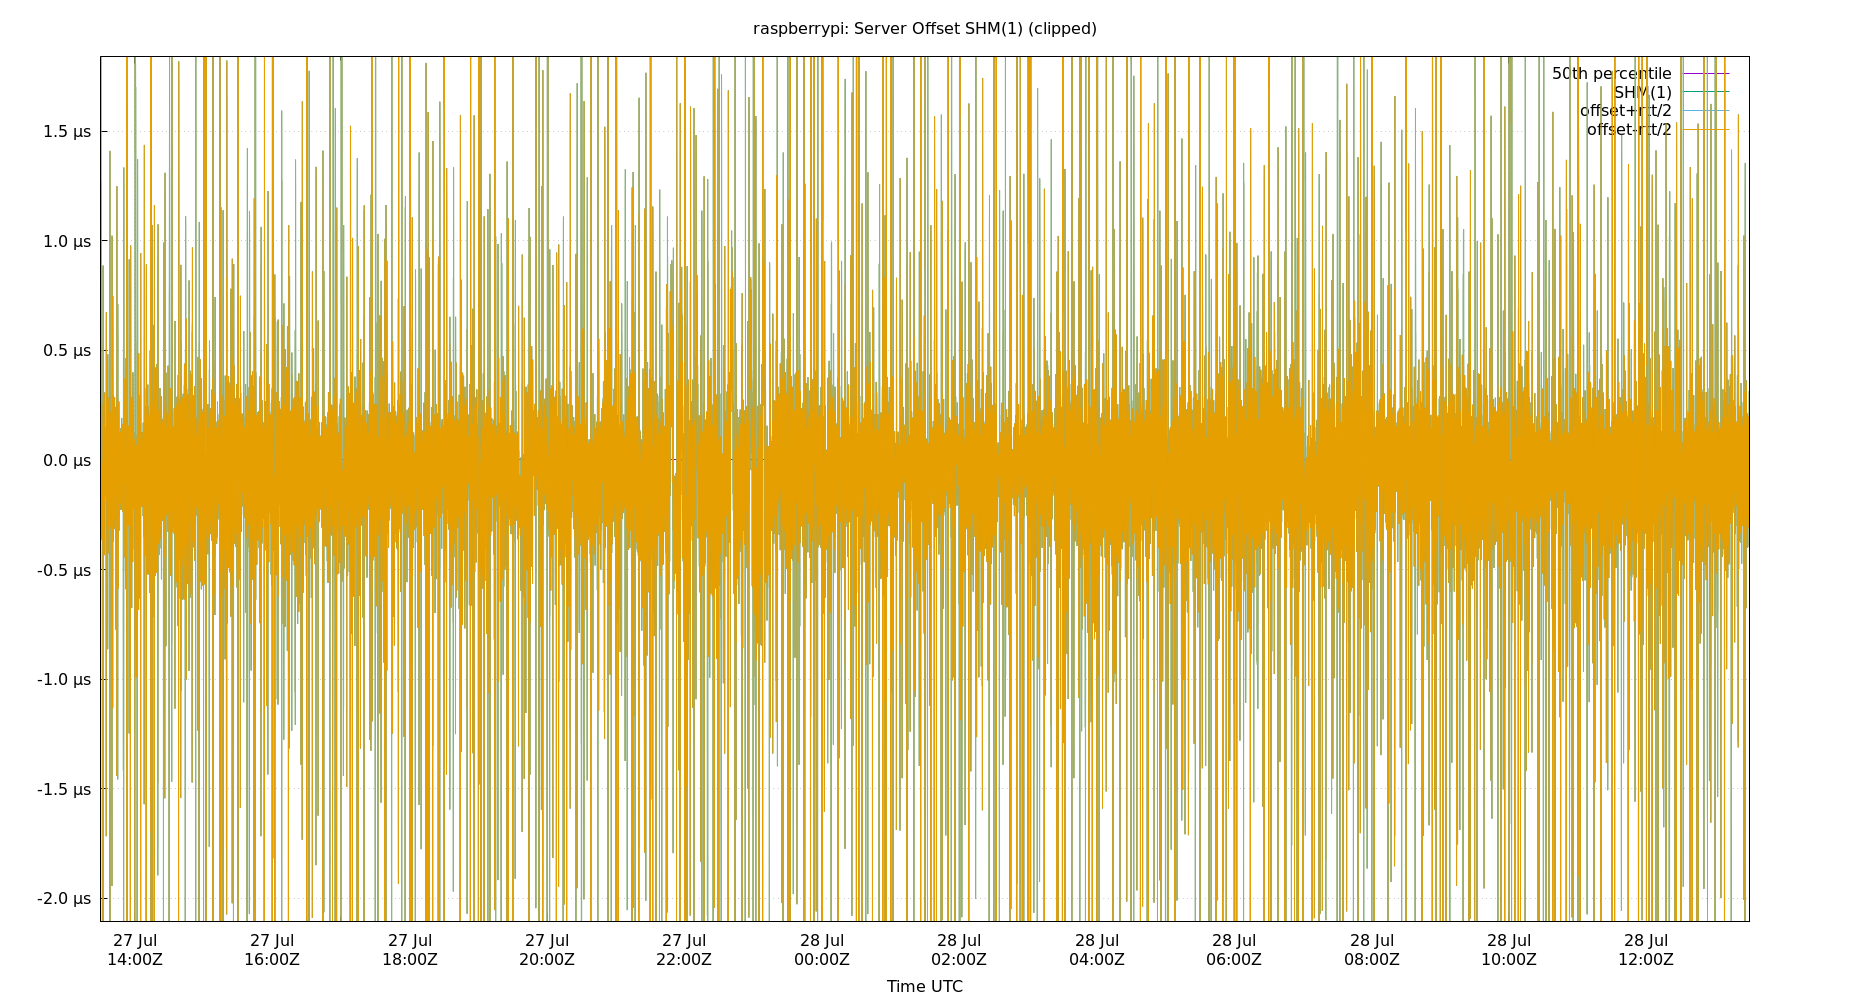 raspberrypi: Server Offset SHM(1) (clipped)
50th percentile
SHM(1)
offset+rtt/2
offset-rtt/2
1.5 µs
1.0 µs
0.5 µs
0.0 µs
-0.5 µs
-1.0 µs
-1.5 µs
-2.0 µs
27 Jul 27 Jul 27 Jul 27 Jul 27 Jul 28 Jul 28 Jul 28 Jul 28 Jul 28 Jul 28 Jul 28 Jul
14:00Z 16:00Z 18:00Z 20:00Z 22:00Z 00:00Z 02:00Z 04:00Z 06:00Z 08:00Z 10:00Z 12:00Z
Time UTC